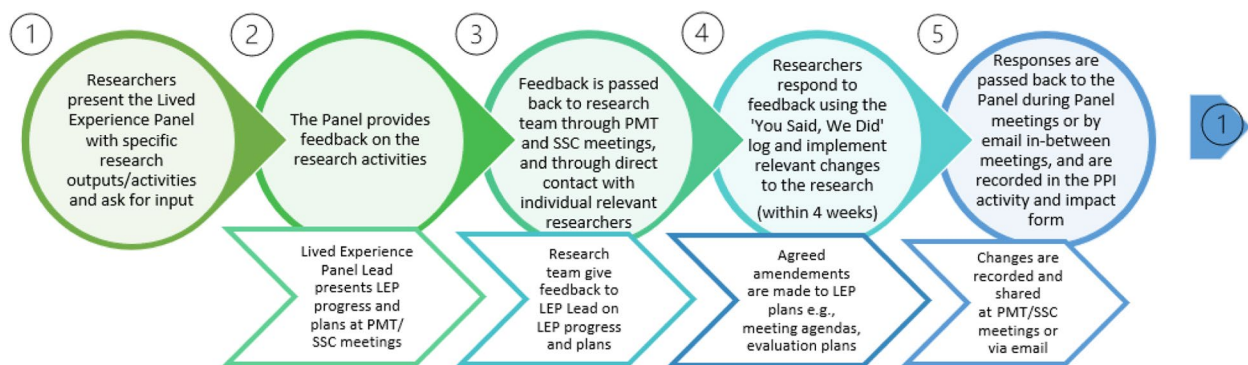 1
Researchers
present the Lived
Experience Panel
with specific
research
outputs/activities
and ask for input
2
The Panel provides
feedback on the
research activities
3
Feedback is passed
back to research
team through PMT
and SSC meetings,
and through direct
contact with
individual relevant
researchers
4
Researchers
respond to
feedback using the
'You Said, We Did'
log and implement
relevant changes
to the research
(within 4 weeks)
5
Responses are
passed back to the
Panel during Panel
meetings or by
email in-between
meetings, and are
recorded in the PPI
activity and impact
form
1
Lived Experience
Panel Lead
presents LEP
progress and
plans at PMT/
SSC meetings
Research
team give
feedback to
LEP Lead on
LEP progress
and plans
Agreed
amendements
are made to LEP
plans e.g.,
meeting agendas,
evaluation plans
Changes are
recorded and
shared
at PMT/SSC
meetings or
via email